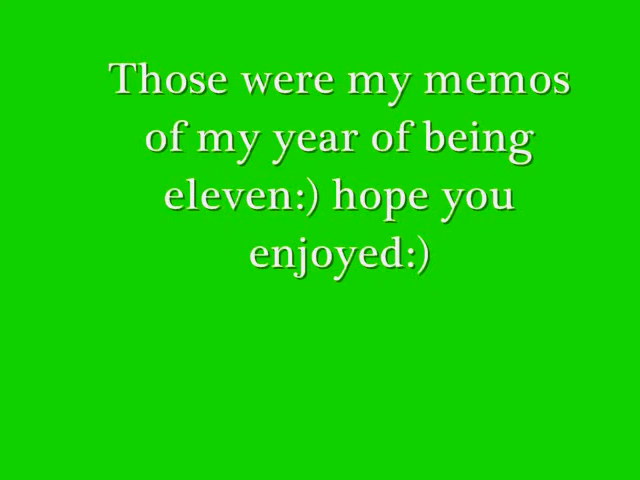 Those were my memos
of my year of being
eleven:) hope you
enjoyed:)